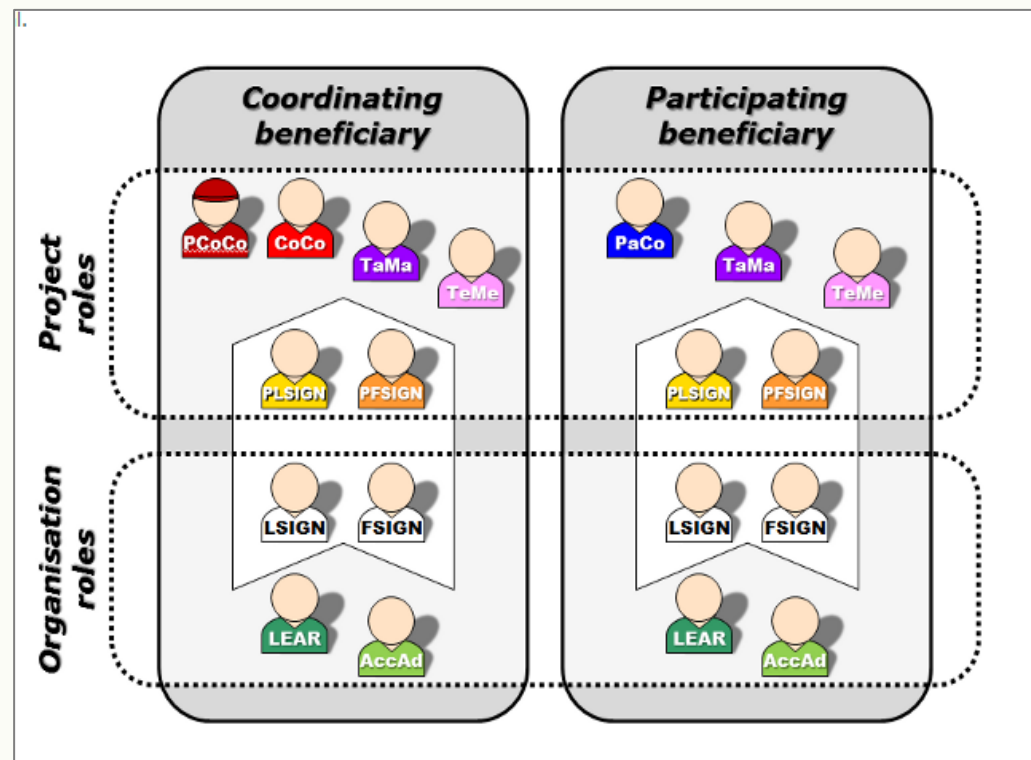 I.
Coordinating
beneficiary
Participating
beneficiary
Project
roles
PCoCo
CoCo
TaMa
TeMe
PaCo
TaMa
TeMe
PLSIGN
PFSIGN
PLSIGN
PFSIGN
Organisation
roles
LSIGN
FSIGN
LSIGN
FSIGN
LEAR
AccAd
LEAR
AccAd